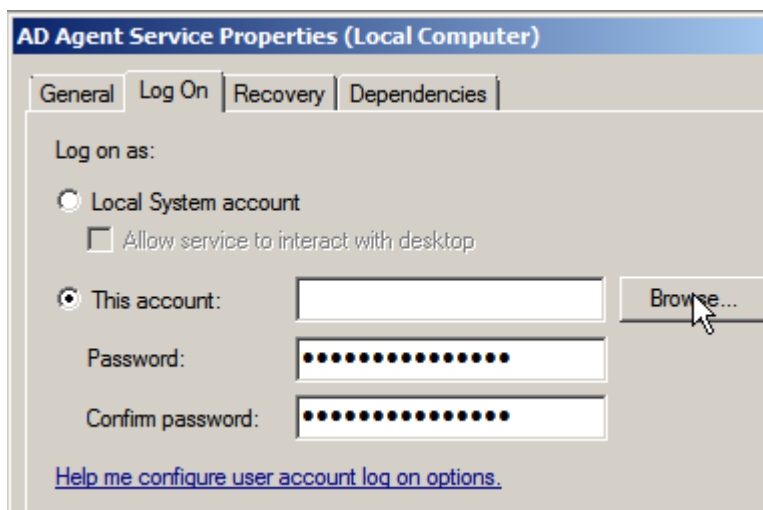 AD Agent Service Properties (Local Computer)
General Log On Recovery Dependencies
Log on as:
Local System account
Allow service to interact with desktop
This account: Browse...
Password: •••••••••••••••
Confirm password: •••••••••••••••
Help me configure user account log on options.